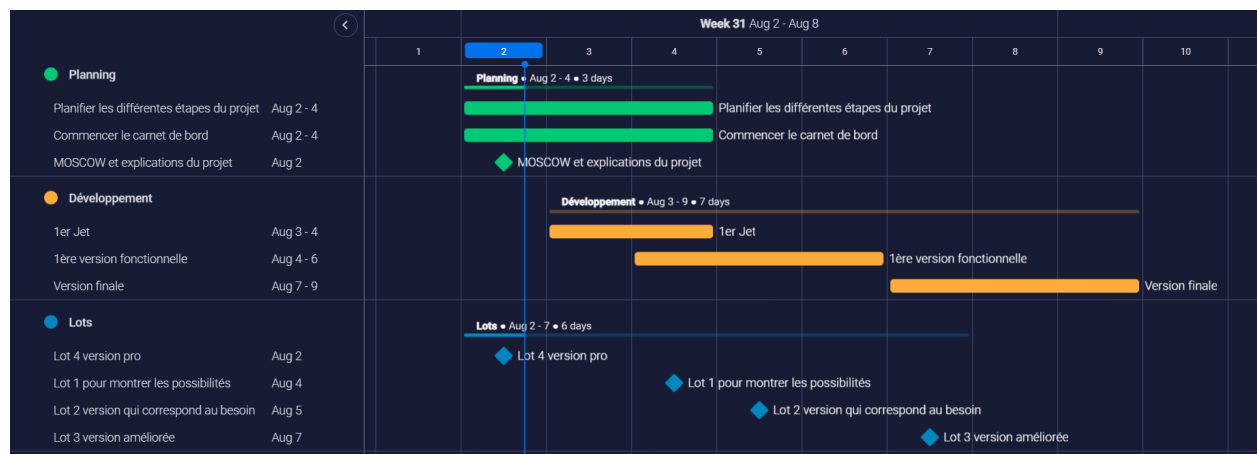 Week 31 Aug 2 - Aug 8
1 2 3 4 5 6 7 8 9 10
Planning
Planning • Aug 2 - 4 • 3 days
Planifier les différentes étapes du projet Aug 2 - 4 Planifier les différentes étapes du projet
Commencer le carnet de bord Aug 2 - 4 Commencer le carnet de bord
MOSCOW et explications du projet Aug 2 MOSCOW et explications du projet
Développement
Développement • Aug 3 - 9 • 7 days
1er Jet Aug 3 - 4 1er Jet
1ère version fonctionnelle Aug 4 - 6 1ère version fonctionnelle
Version finale Aug 7 - 9 Version finale
Lots
Lots • Aug 2 - 7 • 6 days
Lot 4 version pro Aug 2 Lot 4 version pro
Lot 1 pour montrer les possibilités Aug 4 Lot 1 pour montrer les possibilités
Lot 2 version qui correspond au besoin Aug 5 Lot 2 version qui correspond au besoin
Lot 3 version améliorée Aug 7 Lot 3 version améliorée